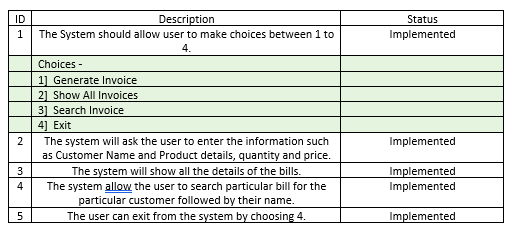 ID Description Status
1 The System should allow user to make choices between 1 to Implemented
4.
Choices -
1] Generate Invoice
2] Show All Invoices
3] Search Invoice
4] Exit
2 The system will ask the user to enter the information such Implemented
as Customer Name and Product details, quantity and price.
3 The system will show all the details of the bills. Implemented
4 The system allow the user to search particular bill for the Implemented
particular customer followed by their name.
5 The user can exit from the system by choosing 4. Implemented